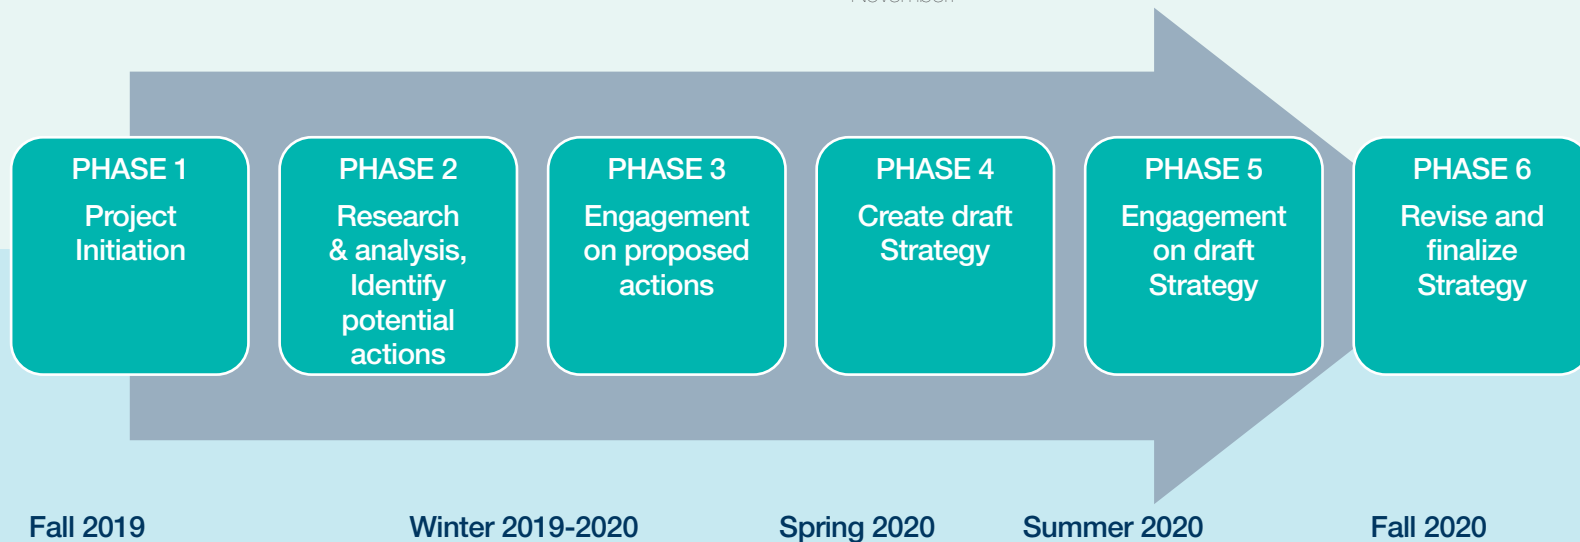 PHASE 1
Project
Initiation
PHASE 2
Research
& analysis,
Identify
potential
actions
PHASE 3
Engagement
on proposed
actions
PHASE 4
Create draft
Strategy
PHASE 5
Engagement
on draft
Strategy
PHASE 6
Revise and
finalize
Strategy
Fall 2019
Winter 2019-2020
Spring 2020
Summer 2020
Fall 2020